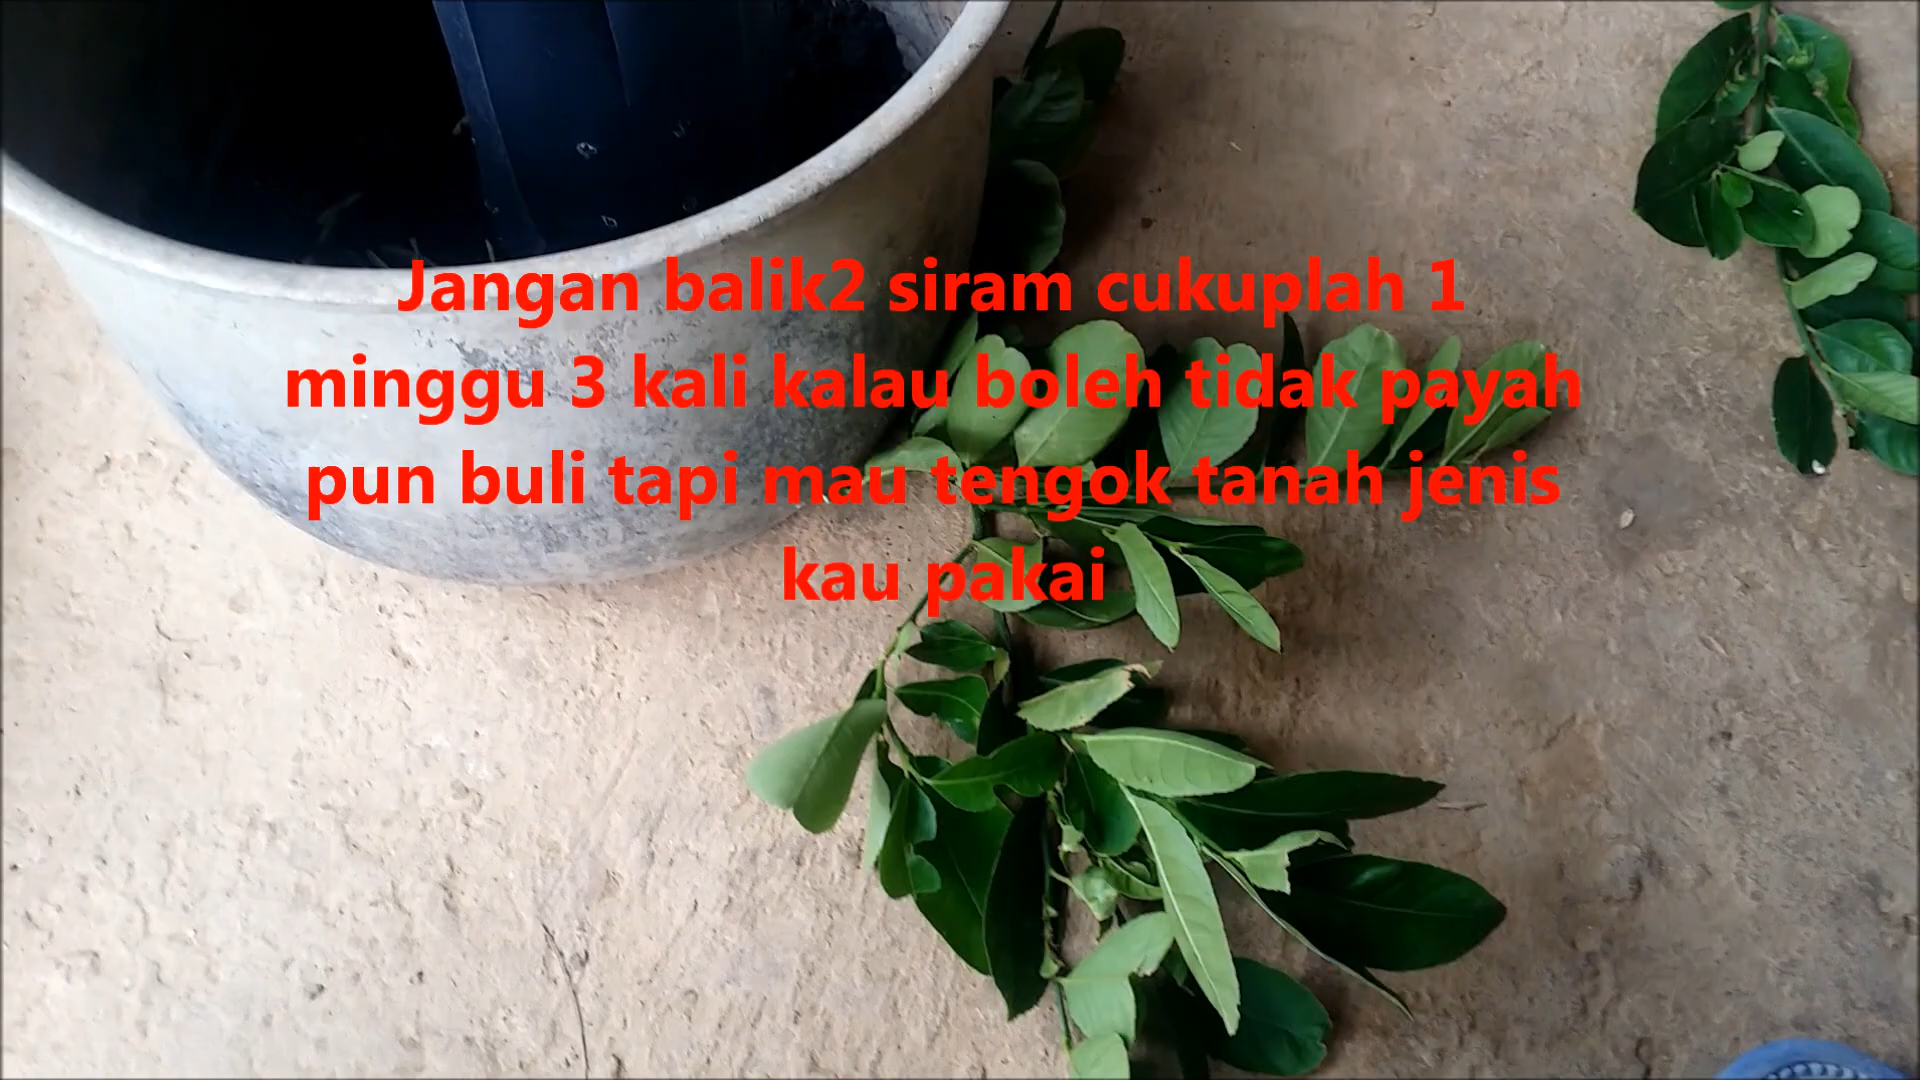 Jangan balik2 siram cukuplah 1
minggu 3 kali kalau boleh tidak payah
pun buli tapi mau tengok tanah jenis
kau pakai